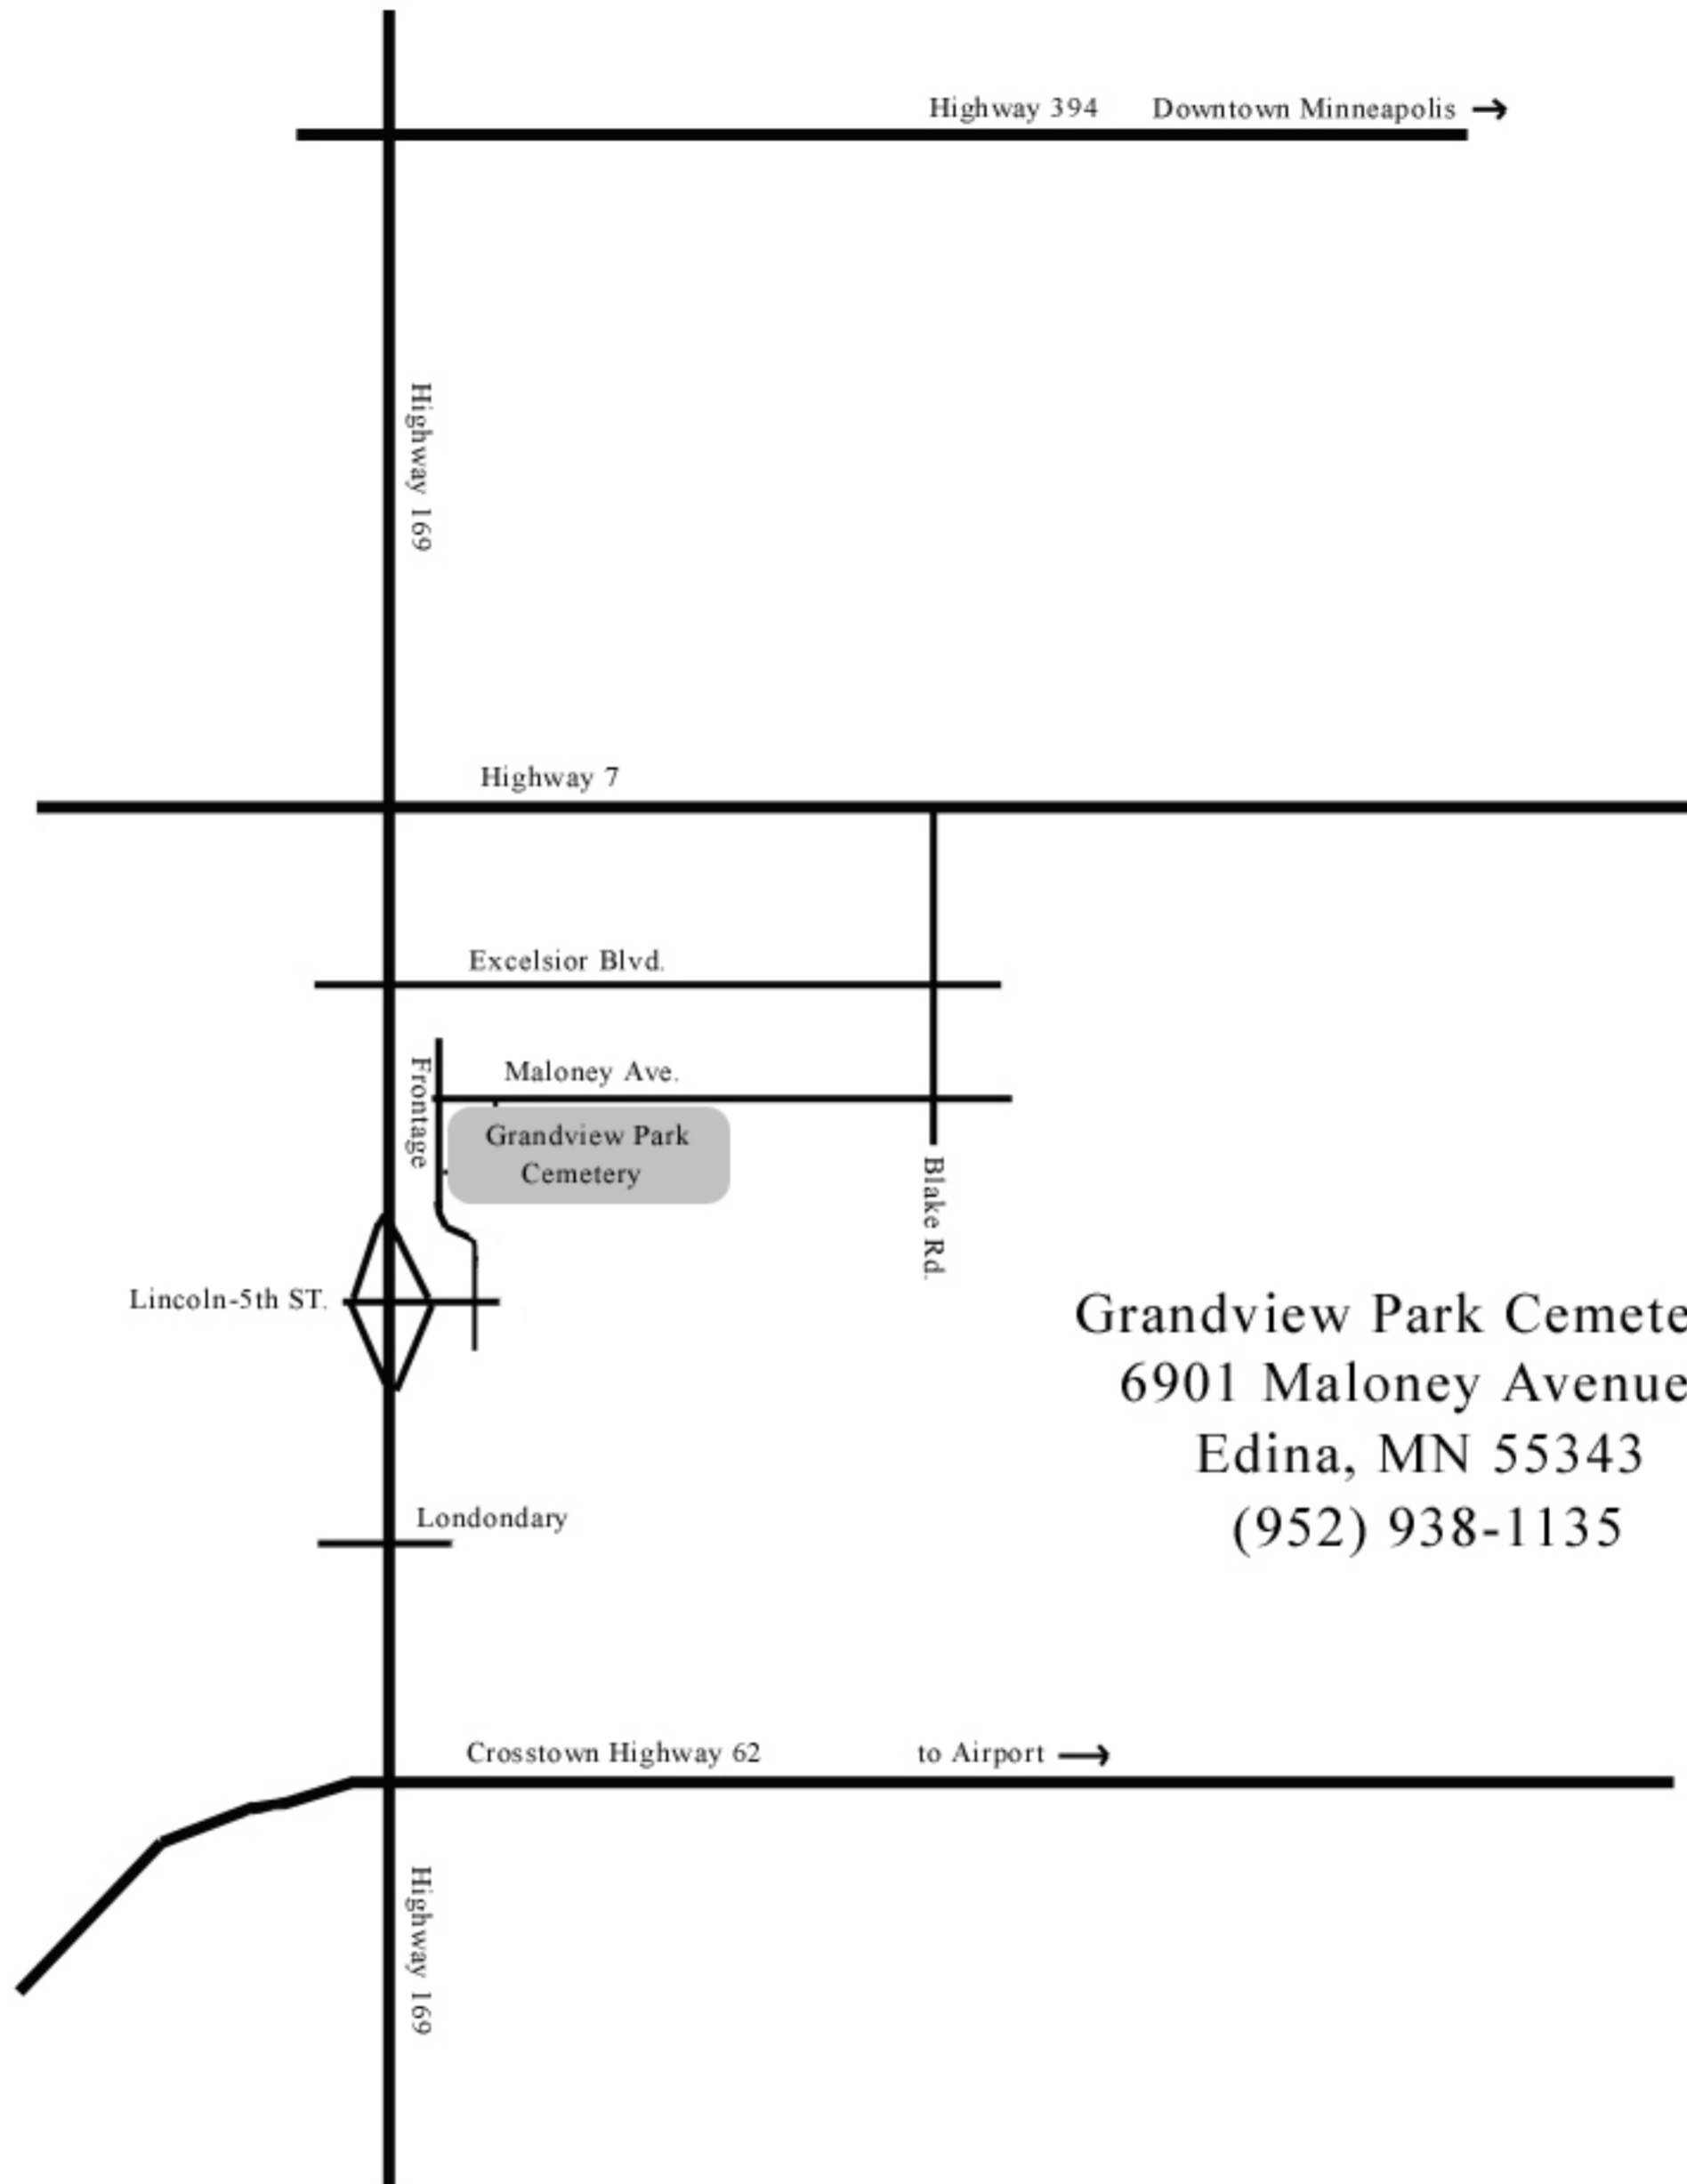 Highway 394 Downtown Minneapolis
Highway 169
Highway 7
Excelsior Blvd.
Frontage
Maloney Ave.
Grandview Park
Cemetery
Blake Rd.
Lincoln-5th ST.
Grandview Park Cemete
6901 Maloney Avenue
Edina, MN 55343
(952) 938-1135
Londondary
Crosstown Highway 62 to Airport
Highway 169